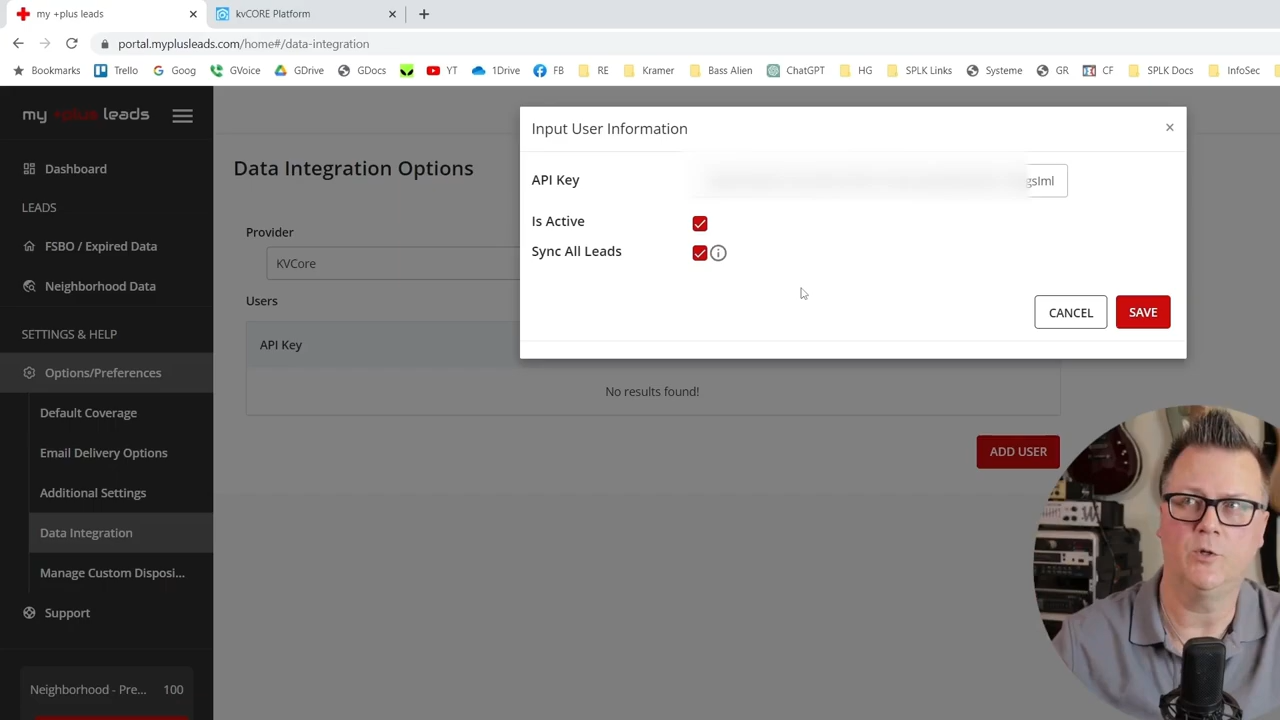 my +plus leads
kvCORE Platform
portal.myplusleads.com/home#/data-integration
Bookmarks
Trello
Goog
GVoice
GDrive
GDocs
YT
1Drive
FB
RE
Kramer
Bass Alien
ChatGPT
HG
SPLK Links
Systeme
GR
CF
SPLK Docs
InfoSec
my +plus leads
Dashboard
LEADS
FSBO / Expired Data
Neighborhood Data
SETTINGS & HELP
Options/Preferences
Default Coverage
Email Delivery Options
Additional Settings
Data Integration
Manage Custom Disposi...
Support
Neighborhood - Pre... 100
Data Integration Options
Provider
KVCore
Users
API Key
No results found!
ADD USER
Input User Information
API Key
Is Active
Sync All Leads
CANCEL
SAVE